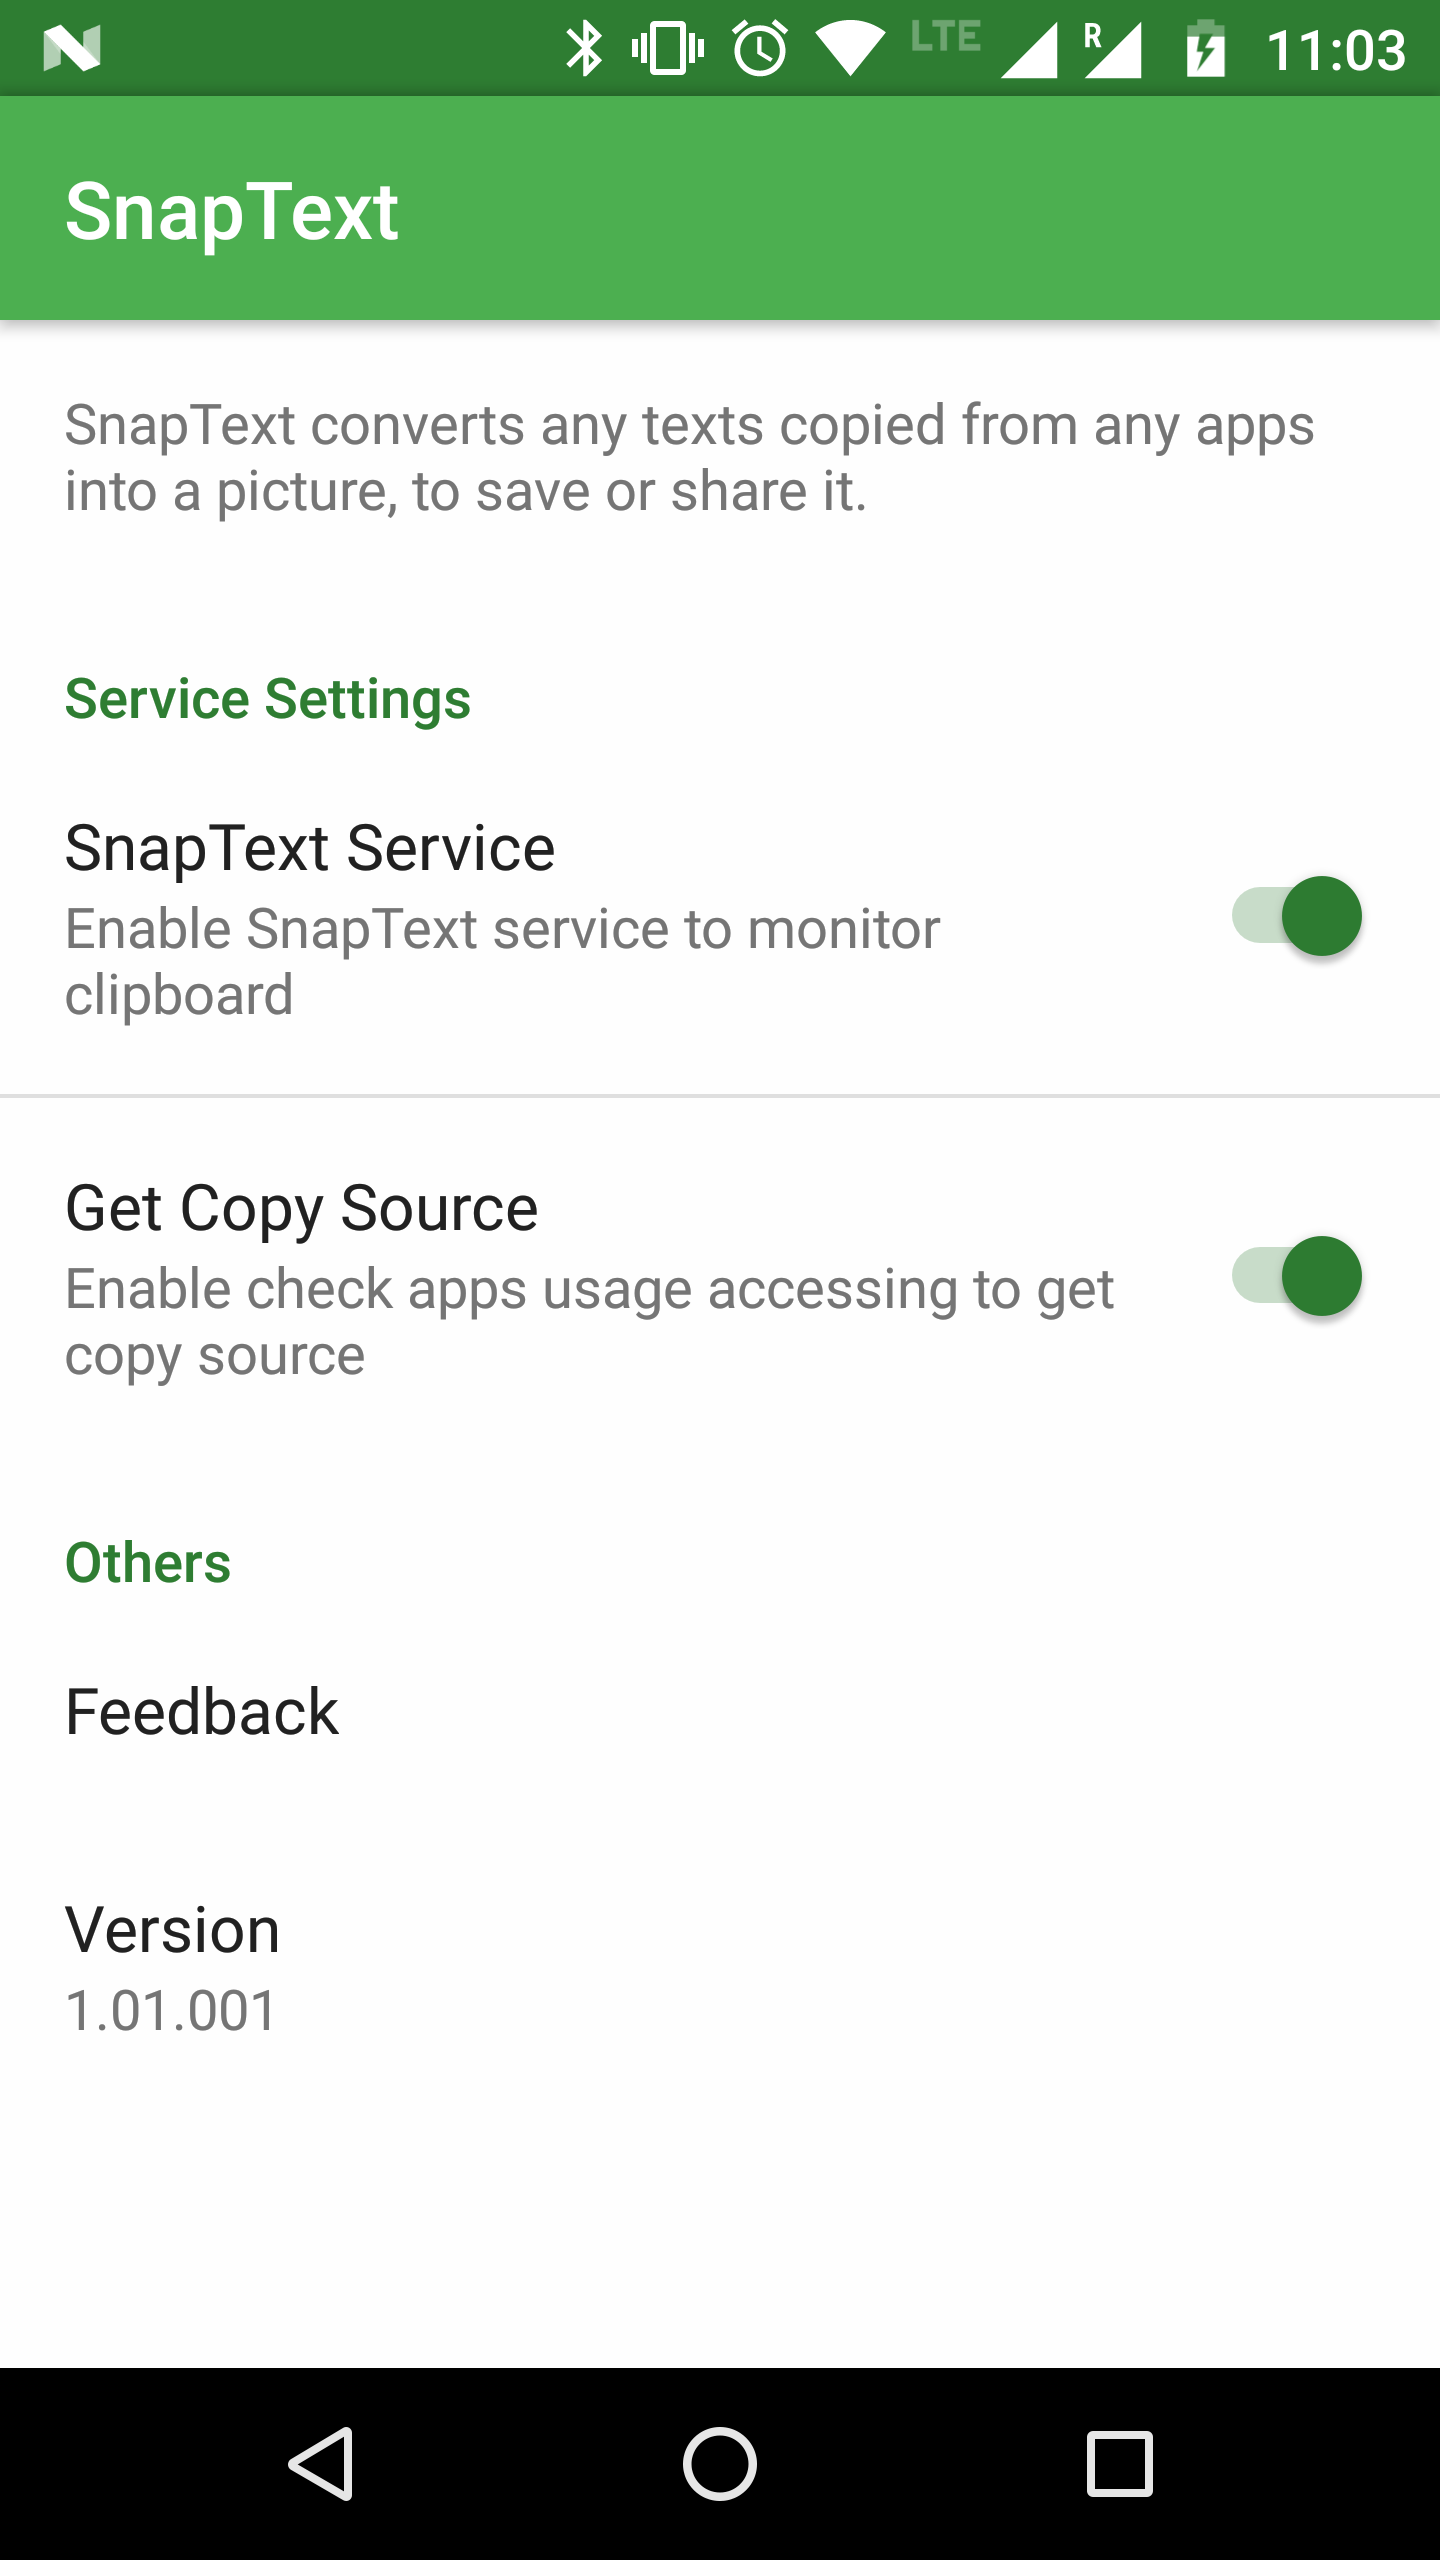 LTE R 11:03
SnapText
SnapText converts any texts copied from any apps
into a picture, to save or share it.
Service Settings
SnapText Service
Enable SnapText service to monitor
clipboard
Get Copy Source
Enable check apps usage accessing to get
copy source
Others
Feedback
Version
1.01.001